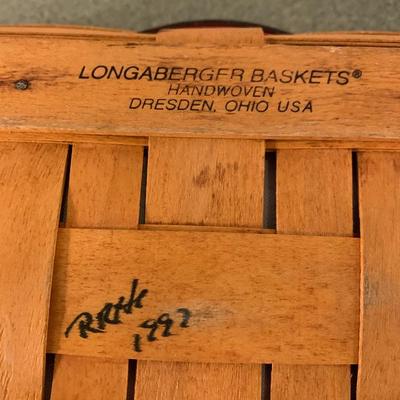 LONGABERGER BASKETS®
HANDWOVEN
DRESDEN, OHIO USA
1992